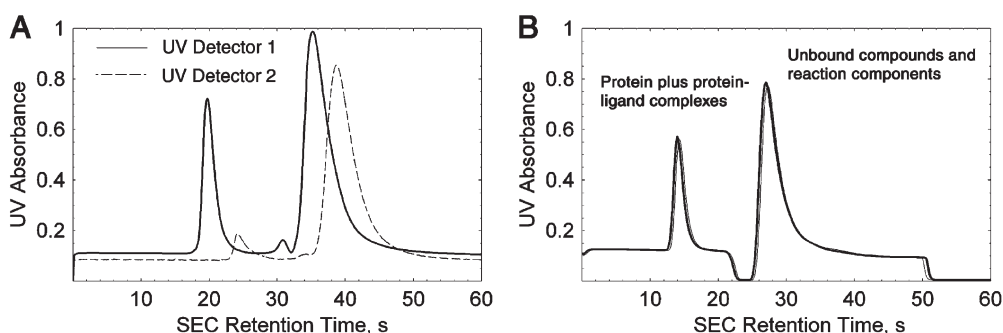 A
UV Detector 1
UV Detector 2
UV Absorbance
1
0.8
0.6
0.4
0.2
10 20 30 40 50 60
SEC Retention Time, s
B
Protein plus protein-
ligand complexes
Unbound compounds and
reaction components
UV Absorbance
1
0.8
0.6
0.4
0.2
10 20 30 40 50 60
SEC Retention Time, s